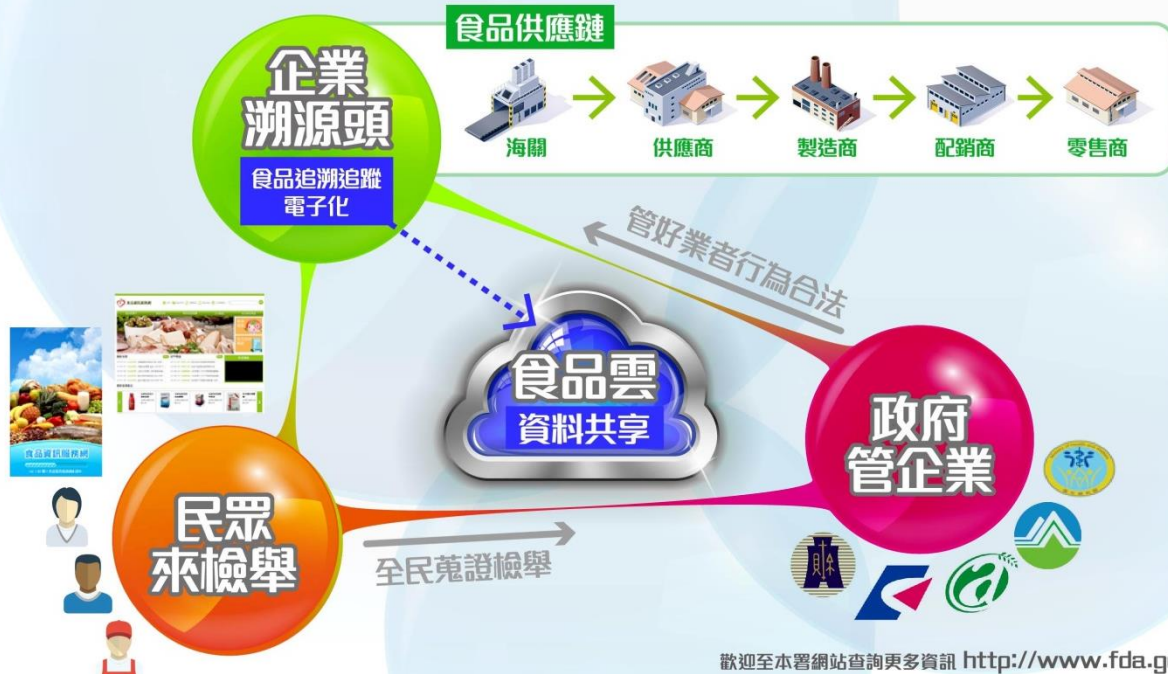 食品供應鏈
企業
溯源頭
食品追溯追蹤
電子化
海關
供應商
製造商
配銷商
零售商
管好業者行為合法
食品雲
資料共享
政府
管企業
食品資訊服務網
民眾
來檢舉
全民蒐證檢舉
歡迎至本署網站查詢更多資訊 http://www.fda.g